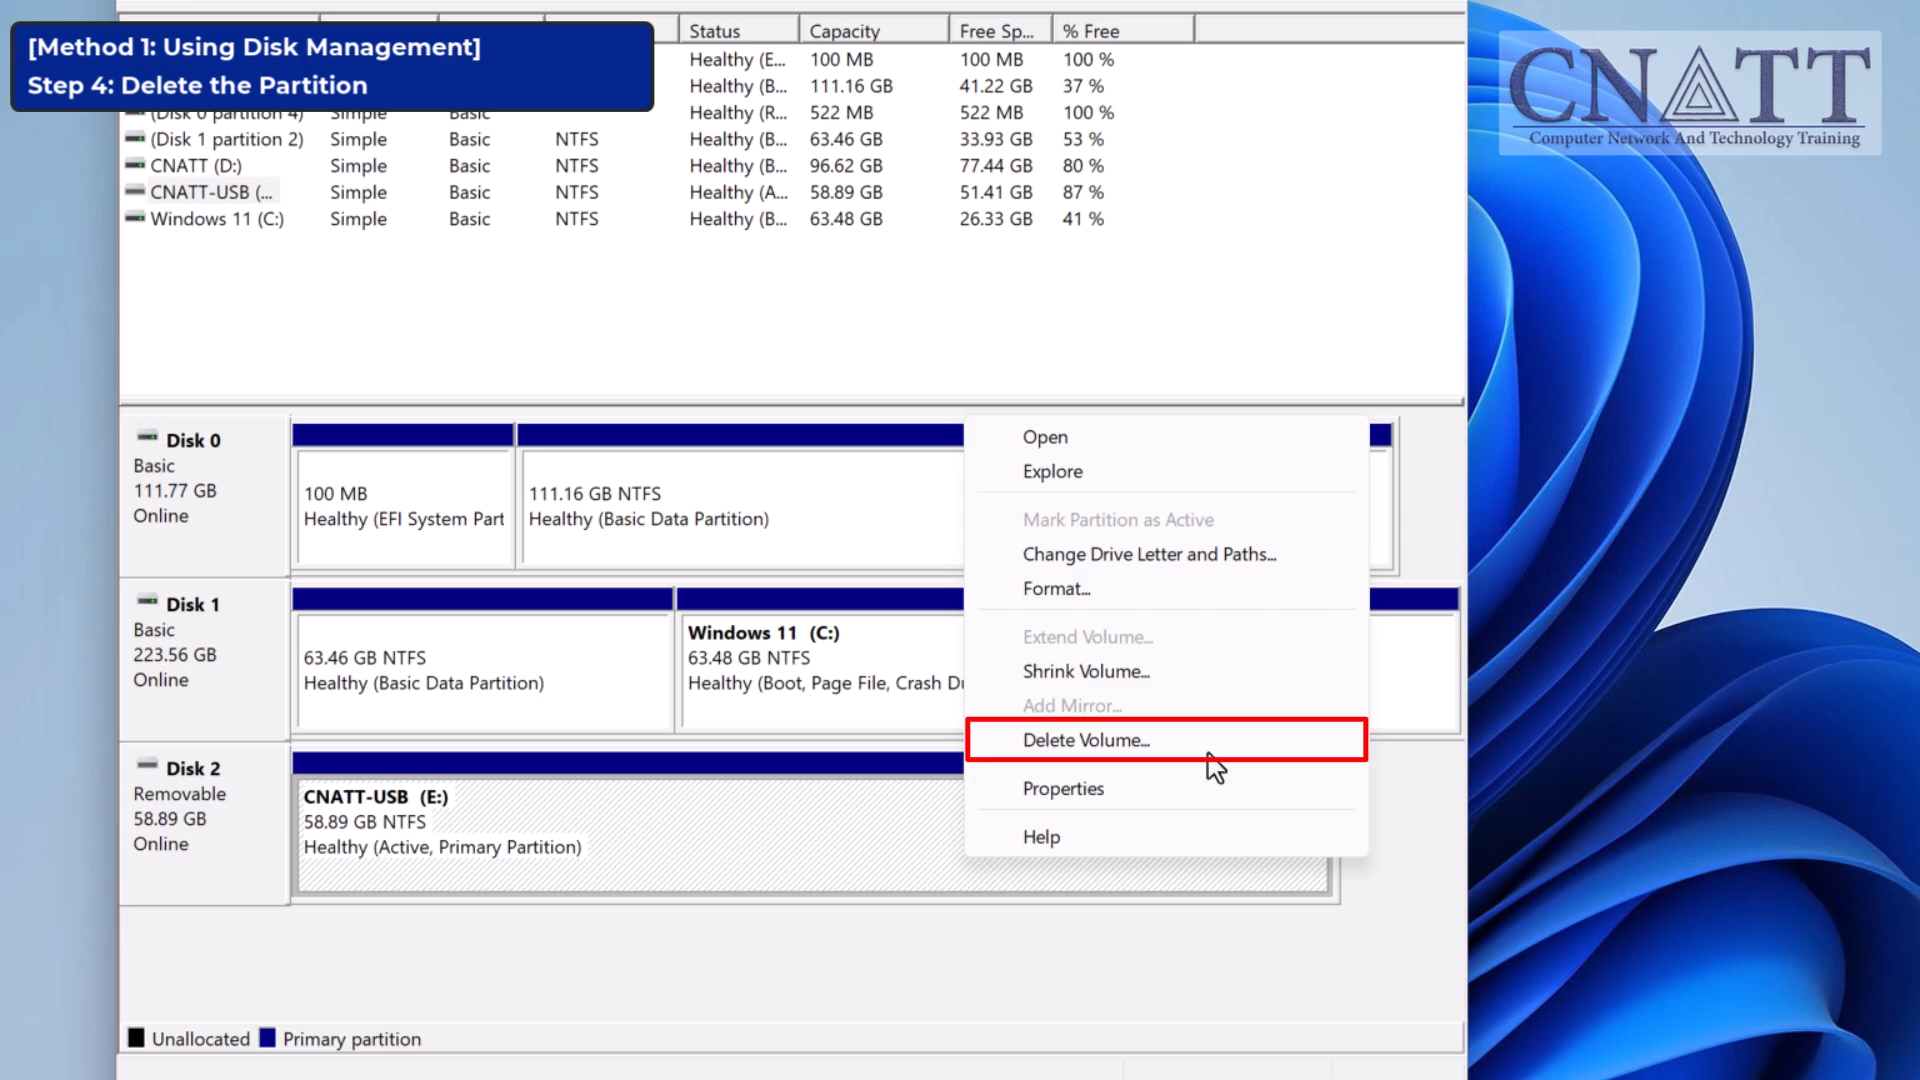 [Method 1: Using Disk Management]
Step 4: Delete the Partition
CNATT
Computer Network And Technology Training
Status Capacity Free Sp... % Free
Healthy (E... 100 MB 100 MB 100 %
Healthy (B... 111.16 GB 41.22 GB 37 %
(Disk 0 partition 4) Simple Basic Healthy (R... 522 MB 522 MB 100 %
(Disk 1 partition 2) Simple Basic NTFS Healthy (B... 63.46 GB 33.93 GB 53 %
CNATT (D:) Simple Basic NTFS Healthy (B... 96.62 GB 77.44 GB 80 %
CNATT-USB (... Simple Basic NTFS Healthy (A... 58.89 GB 51.41 GB 87 %
Windows 11 (C:) Simple Basic NTFS Healthy (B... 63.48 GB 26.33 GB 41 %
Disk 0
Basic
111.77 GB
Online
100 MB
Healthy (EFI System Part
111.16 GB NTFS
Healthy (Basic Data Partition)
Disk 1
Basic
223.56 GB
Online
63.46 GB NTFS
Healthy (Basic Data Partition)
Windows 11 (C:)
63.48 GB NTFS
Healthy (Boot, Page File, Crash
Disk 2
Removable
58.89 GB
Online
CNATT-USB (E:)
58.89 GB NTFS
Healthy (Active, Primary Partition)
Open
Explore
Mark Partition as Active
Change Drive Letter and Paths...
Format...
Extend Volume...
Shrink Volume...
Add Mirror...
Delete Volume...
Properties
Help
Unallocated Primary partition